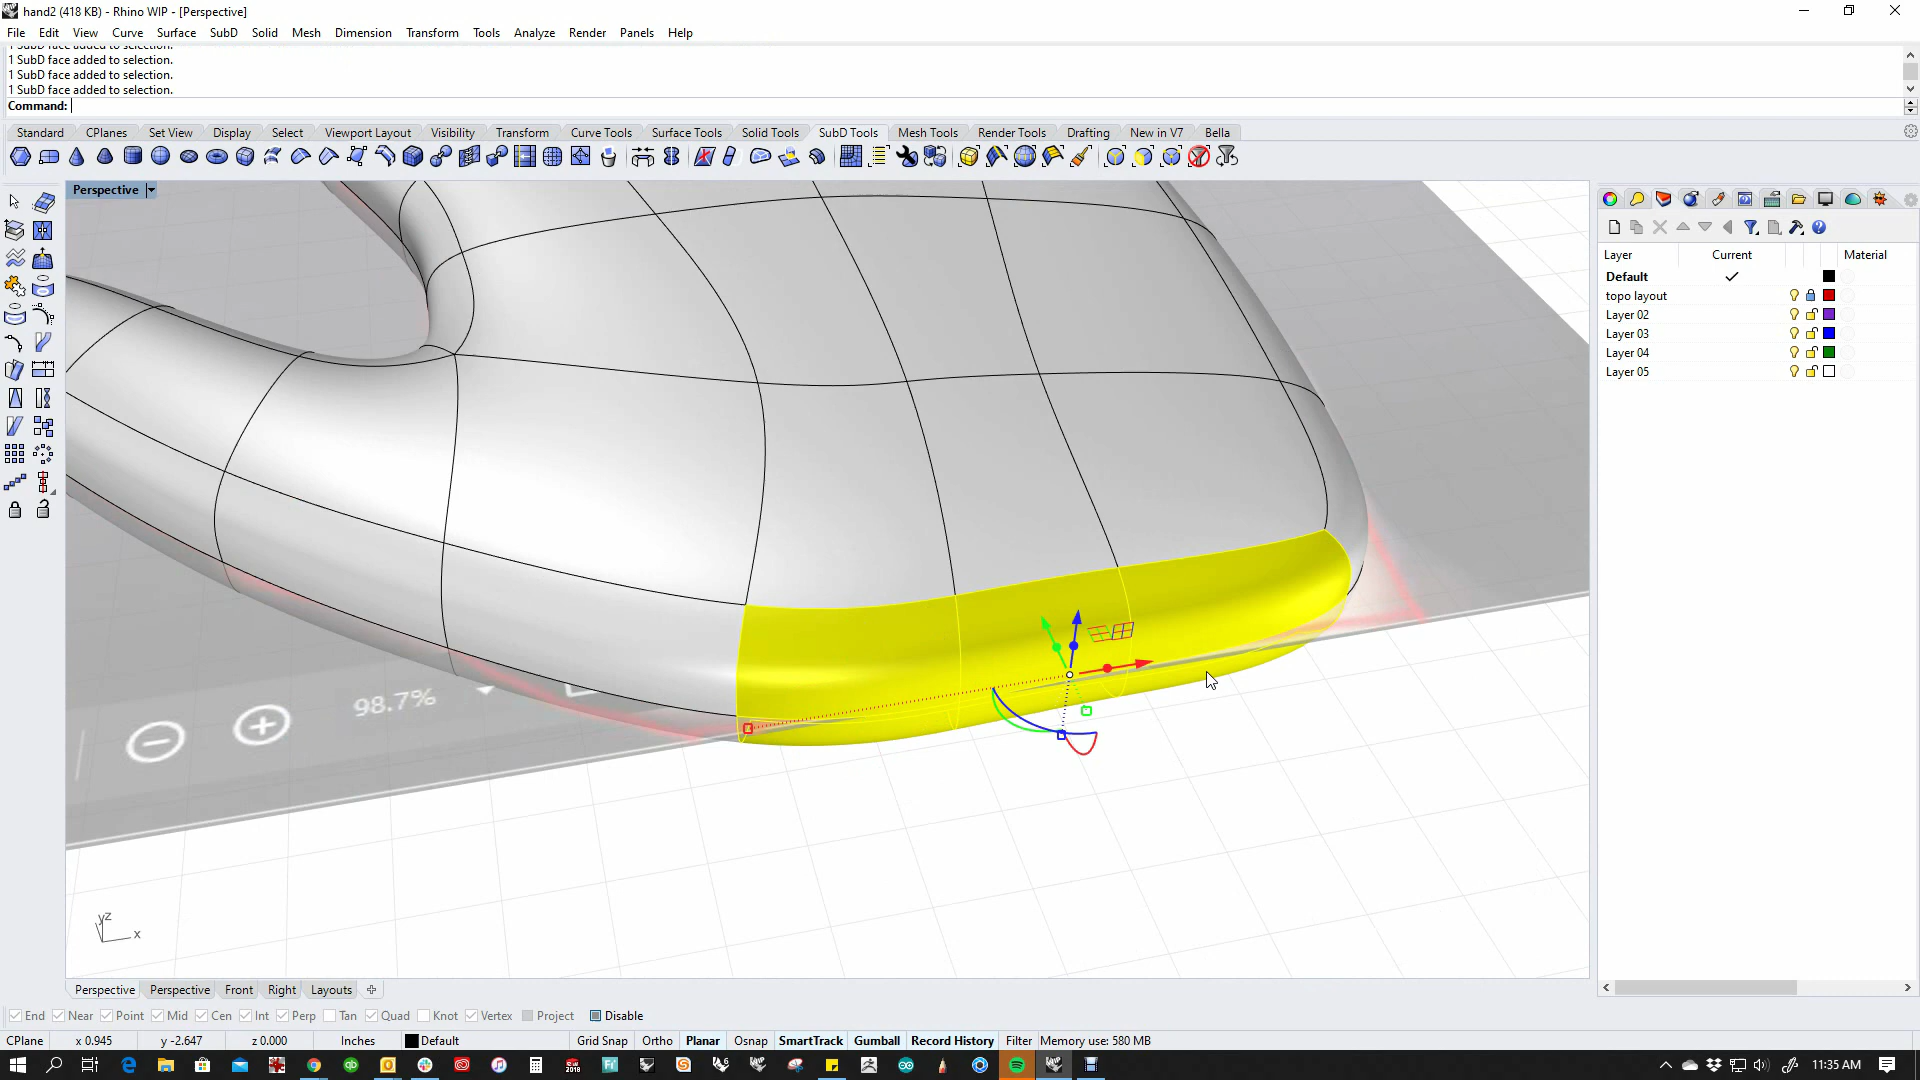 hand2 (418 KB) - Rhino WIP - [Perspective]
File Edit View Curve Surface SubD Solid Mesh Dimension Transform Tools Analyze Render Panels Help
1 SubD face added to selection.
1 SubD face added to selection.
1 SubD face added to selection.
1 SubD face added to selection.
Command:
Standard CPlanes Set View Display Select Viewport Layout Visibility Transform Curve Tools Surface Tools Solid Tools SubD Tools Mesh Tools Render Tools Drafting New in V7 Bella
Perspective
Layer Current Material
Default
topo layout
Layer 02
Layer 03
Layer 04
Layer 05
98.7%
z
y
x
Perspective Perspective Front Right Layouts
End Near Point Mid Cen Int Perp Tan Quad Knot Vertex Project Disable
CPlane x 0.945 y -2.647 z 0.000 Inches Default Grid Snap Ortho Planar Osnap SmartTrack Gumball Record History Filter Memory use: 580 MB
11:35 AM